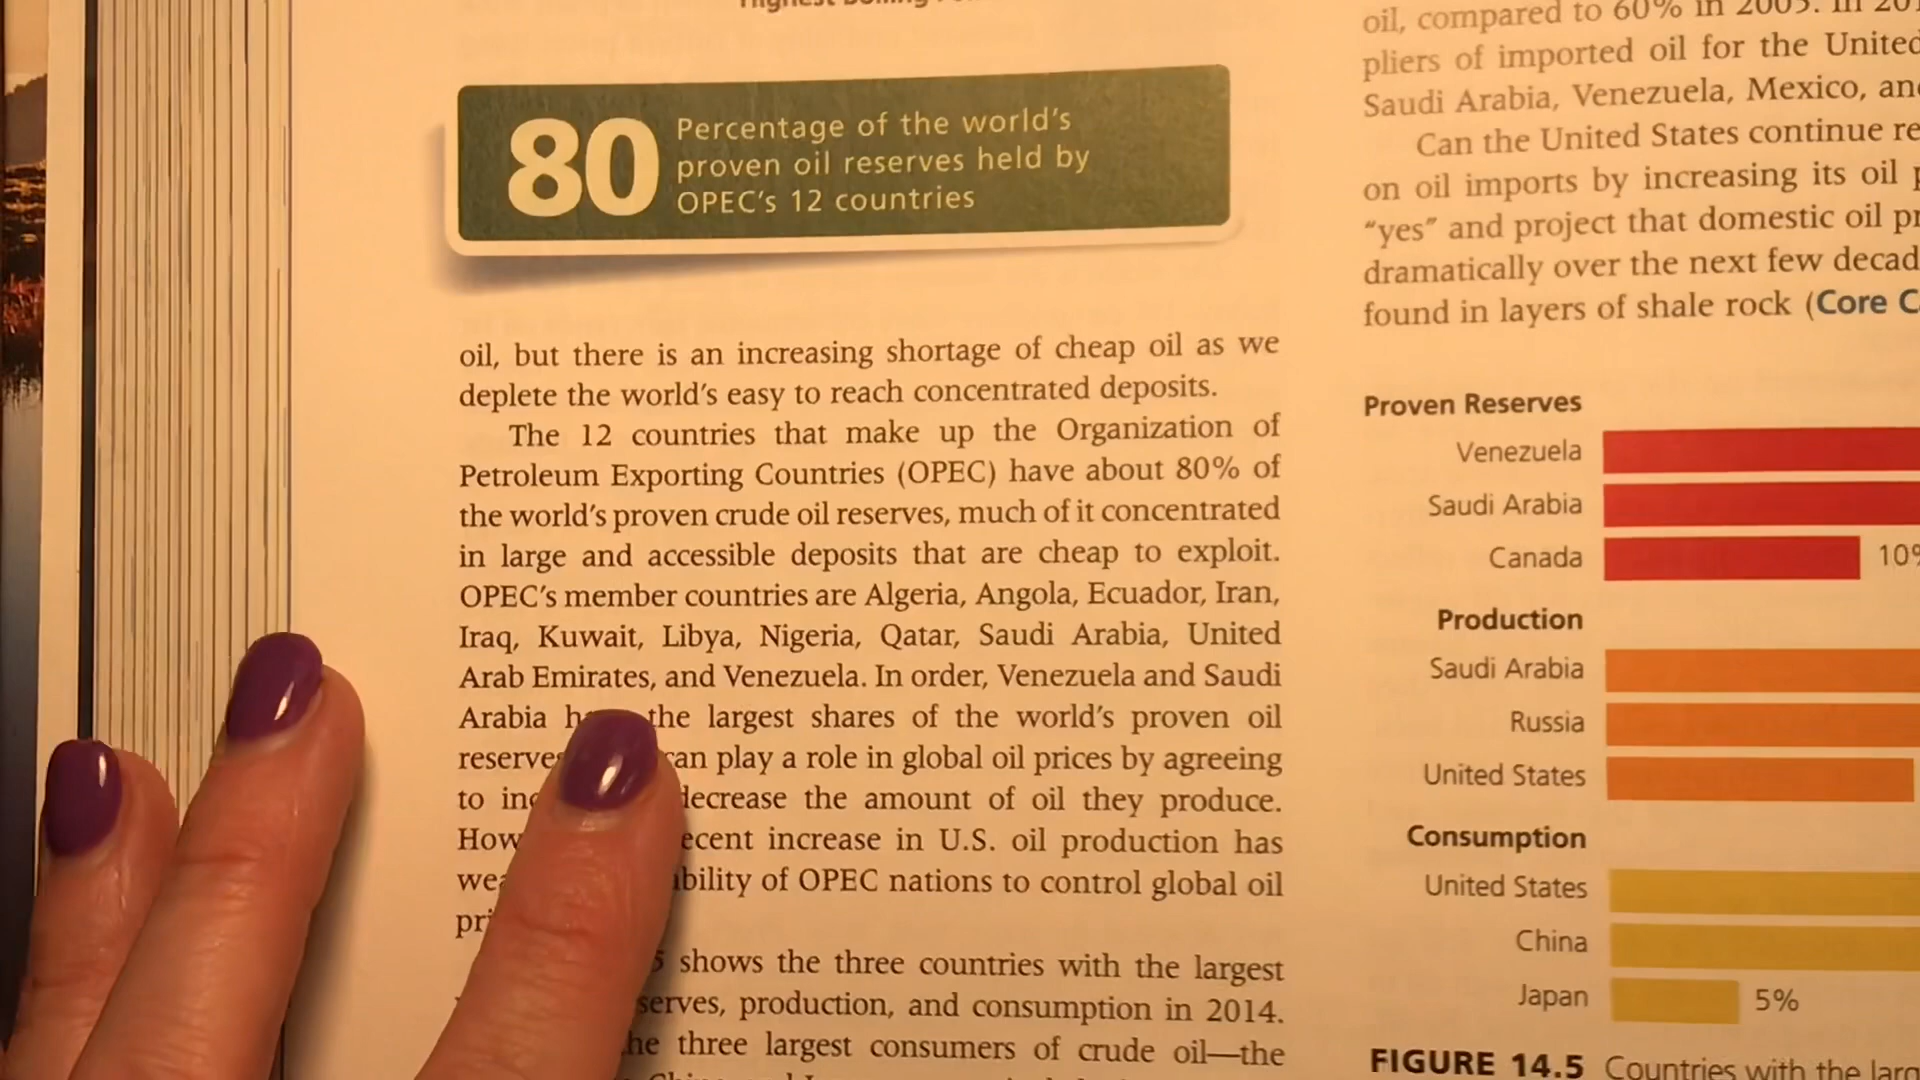 80
Percentage of the world's
proven oil reserves held by
OPEC's 12 countries
oil, but there is an increasing shortage of cheap oil as we
deplete the world's easy to reach concentrated deposits.
The 12 countries that make up the Organization of
Petroleum Exporting Countries (OPEC) have about 80% of
the world's proven crude oil reserves, much of it concentrated
in large and accessible deposits that are cheap to exploit.
OPEC's member countries are Algeria, Angola, Ecuador, Iran,
Iraq, Kuwait, Libya, Nigeria, Qatar, Saudi Arabia, United
Arab Emirates, and Venezuela. In order, Venezuela and Saudi
Arabia the largest shares of the world's proven oil
can play a role in global oil prices by agreeing
to decrease the amount of oil they produce.
increase in U.S. oil production has
of OPEC nations to control global oil
shows the three countries with the largest
production, and consumption in 2014.
three largest consumers of crude oil—the
oil, compared to 60% in 2005. In
pliers of imported oil for the United
Saudi Arabia, Venezuela, Mexico,
Can the United States continue
on oil imports by increasing its oil
"yes" and project that domestic oil
dramatically over the next few
found in layers of shale rock (Core
Proven Reserves
Venezuela
Saudi Arabia
Canada 10%
Production
Saudi Arabia
Russia
United States
Consumption
United States
China
Japan 5%
FIGURE 14.5 Countries with the